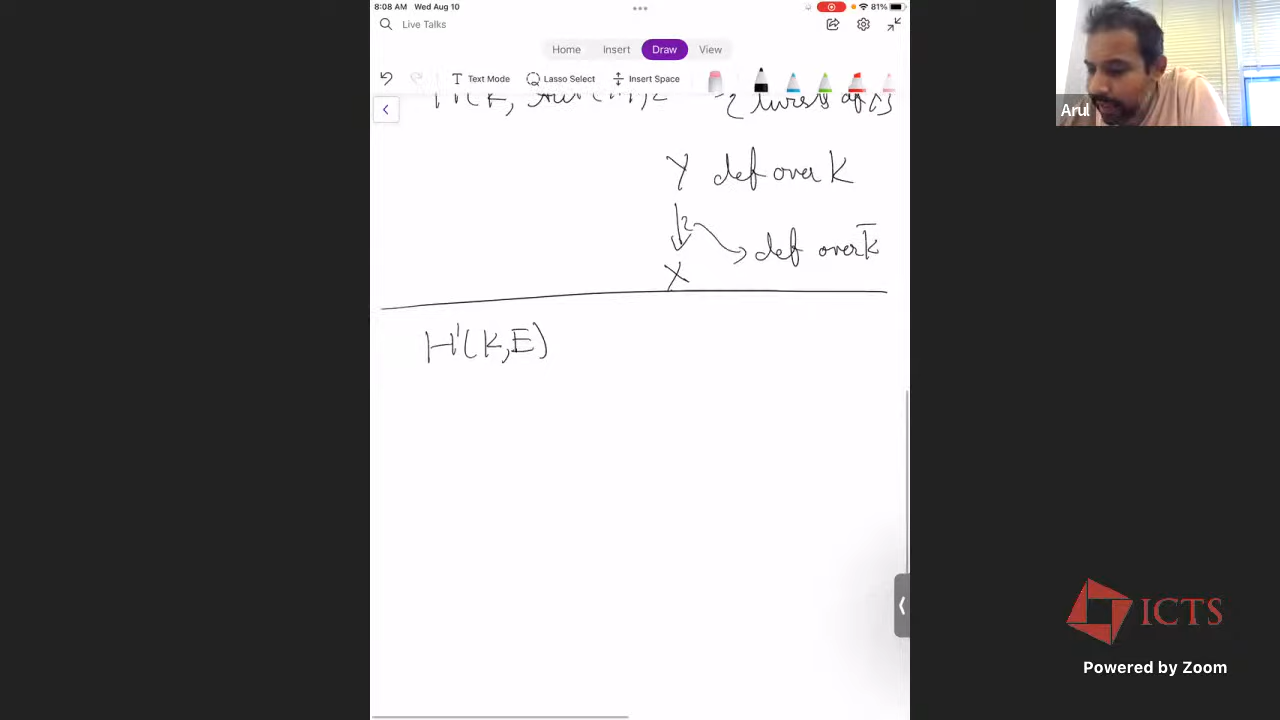 8:08 AM Wed Aug 10
81%
Live Talks
Home Insert Draw View
Text Mode Lasso Select Insert Space
Arul
Y def over K
def over K̄
X
H¹(K,E)
ICTS
Powered by Zoom